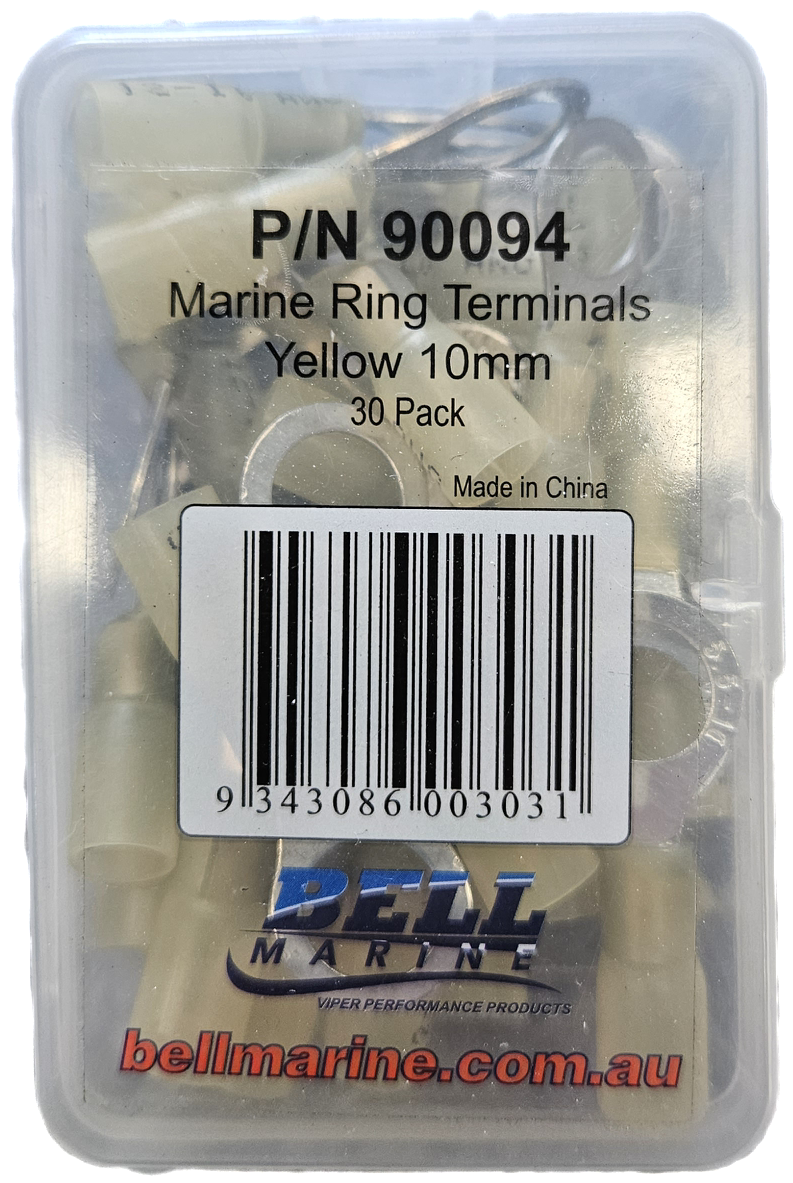 P/N 90094
Marine Ring Terminals
Yellow 10mm
30 Pack
Made in China
9 343086 003031
BELL
MARINE
VIPER PERFORMANCE PRODUCTS
bellmarine.com.au